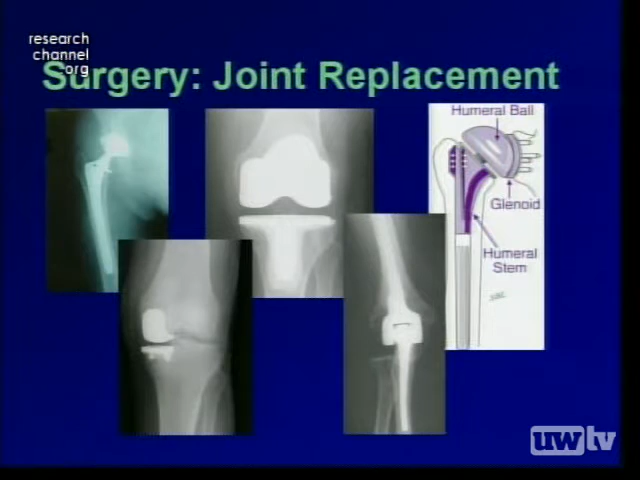 research
channel
.org
Surgery: Joint Replacement
Humeral Ball
Glenoid
Humeral
Stem
uwtv